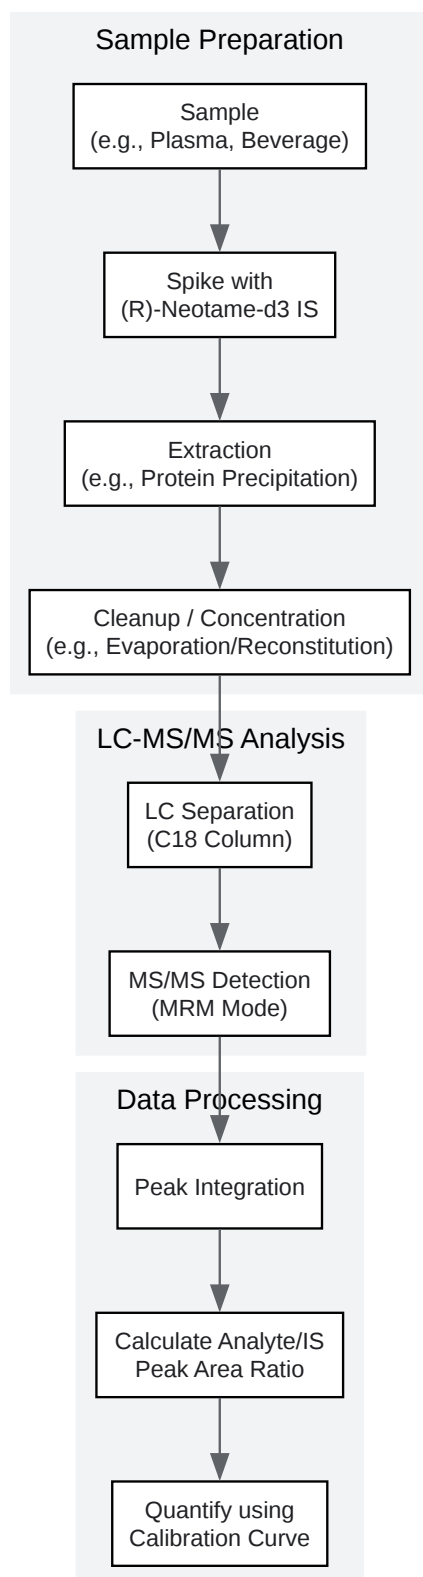 Sample Preparation
Sample
(e.g., Plasma, Beverage)
Spike with
(R)-Neotame-d3 IS
Extraction
(e.g., Protein Precipitation)
Cleanup / Concentration
(e.g., Evaporation/Reconstitution)
LC-MS/MS Analysis
LC Separation
(C18 Column)
MS/MS Detection
(MRM Mode)
Data Processing
Peak Integration
Calculate Analyte/IS
Peak Area Ratio
Quantify using
Calibration Curve